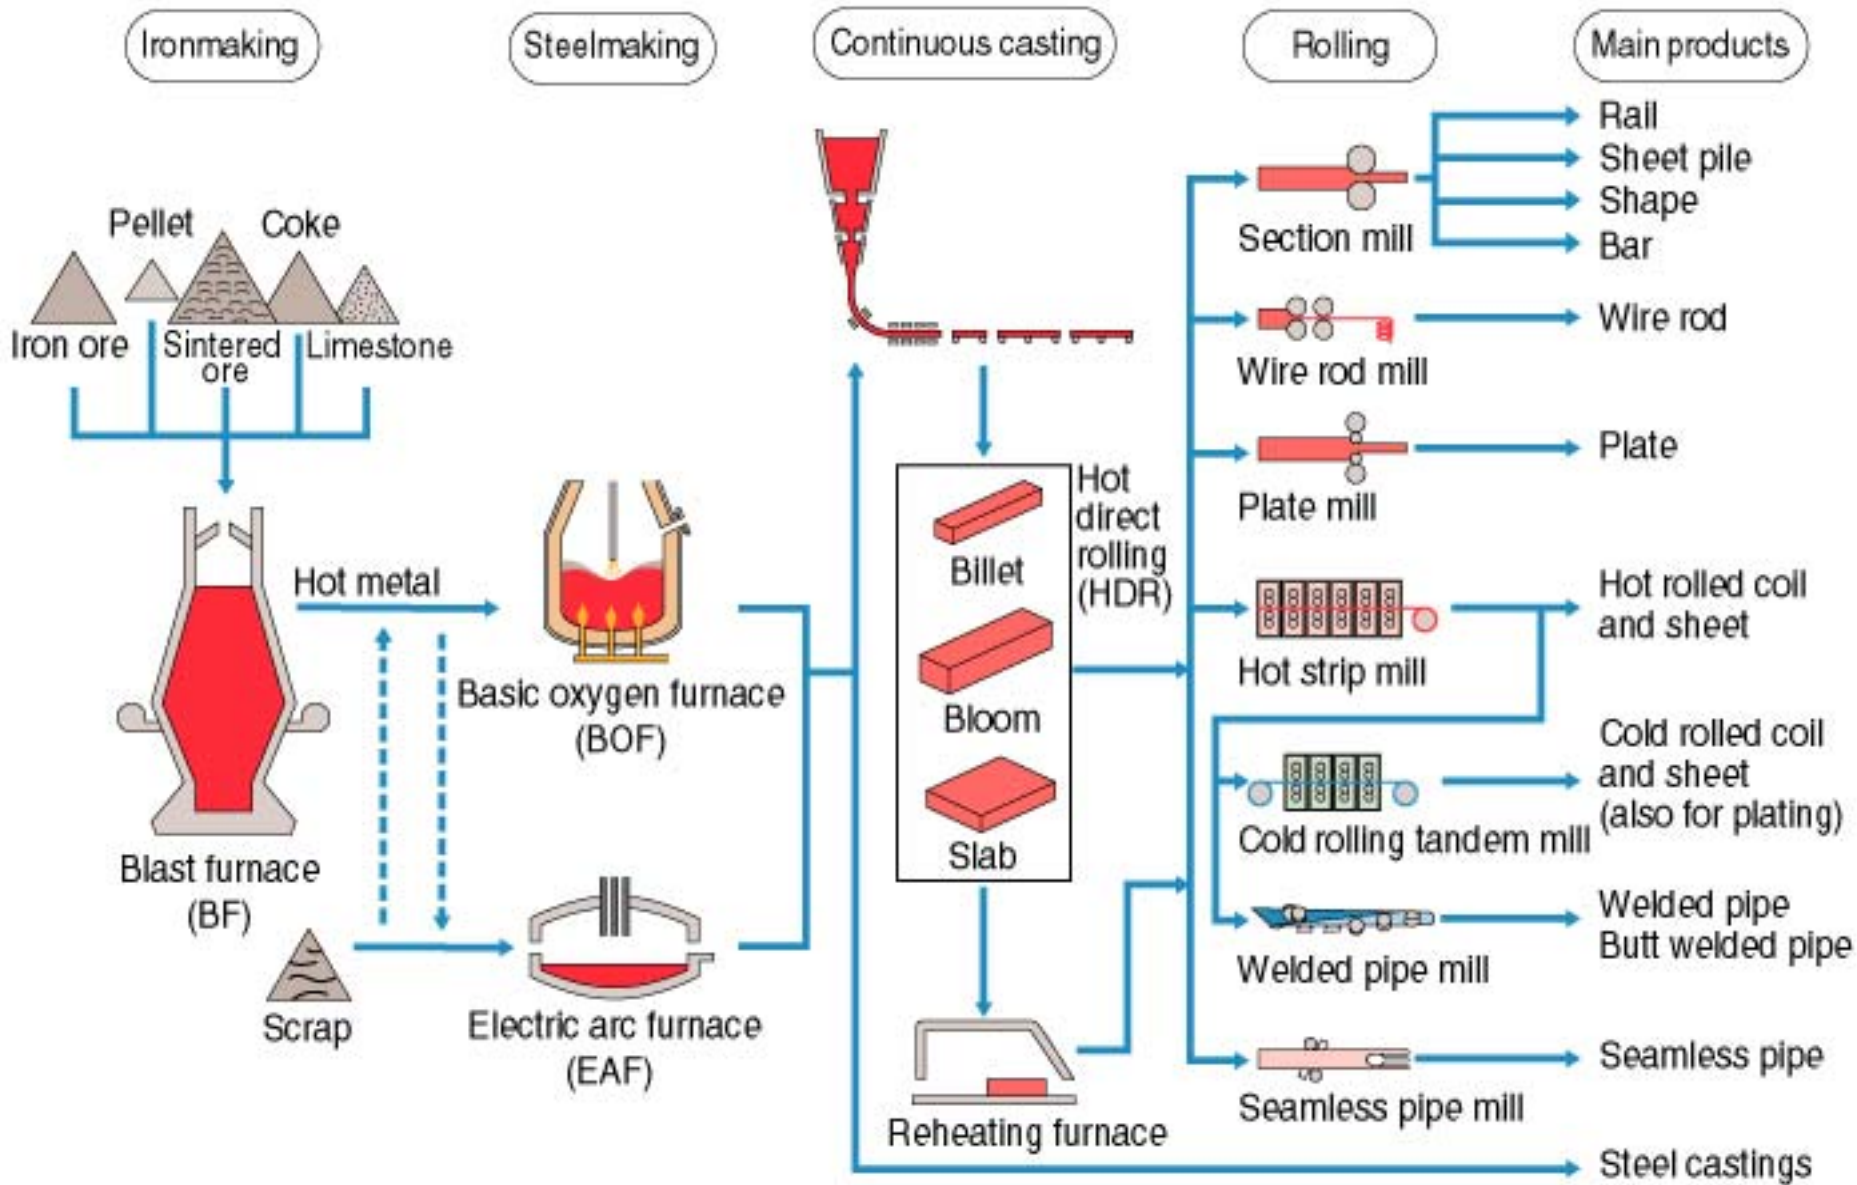 Ironmaking
Steelmaking
Continuous casting
Rolling
Main products
Pellet
Coke
Iron ore
Sintered
ore
Limestone
Hot metal
Blast furnace
(BF)
Scrap
Basic oxygen furnace
(BOF)
Electric arc furnace
(EAF)
Billet
Bloom
Slab
Hot
direct
rolling
(HDR)
Reheating furnace
Section mill
Wire rod mill
Plate mill
Hot strip mill
Cold rolling tandem mill
Welded pipe mill
Seamless pipe mill
Rail
Sheet pile
Shape
Bar
Wire rod
Plate
Hot rolled coil
and sheet
Cold rolled coil
and sheet
(also for plating)
Welded pipe
Butt welded pipe
Seamless pipe
Steel castings